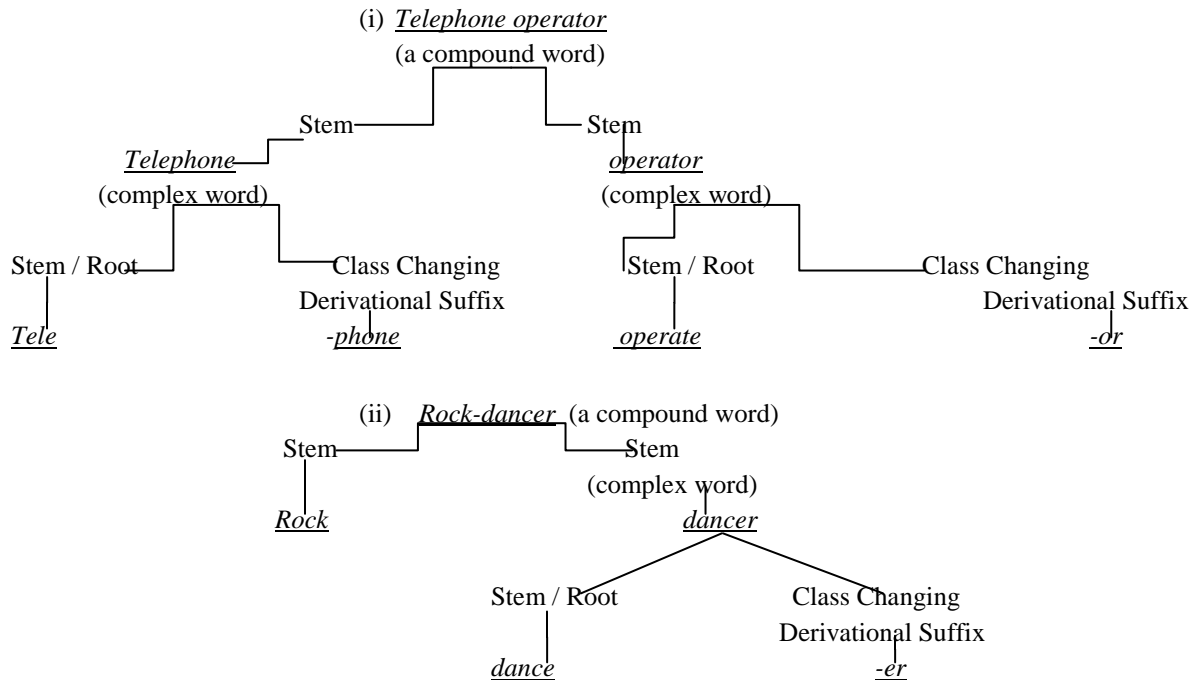 (i) Telephone operator
(a compound word)
Stem Stem
Telephone operator
(complex word) (complex word)
Stem / Root Class Changing Stem / Root Class Changing
Derivational Suffix Derivational Suffix
Tele -phone operate -or
(ii) Rock-dancer (a compound word)
Stem Stem
(complex word)
Rock dancer
Stem / Root Class Changing
Derivational Suffix
dance -er